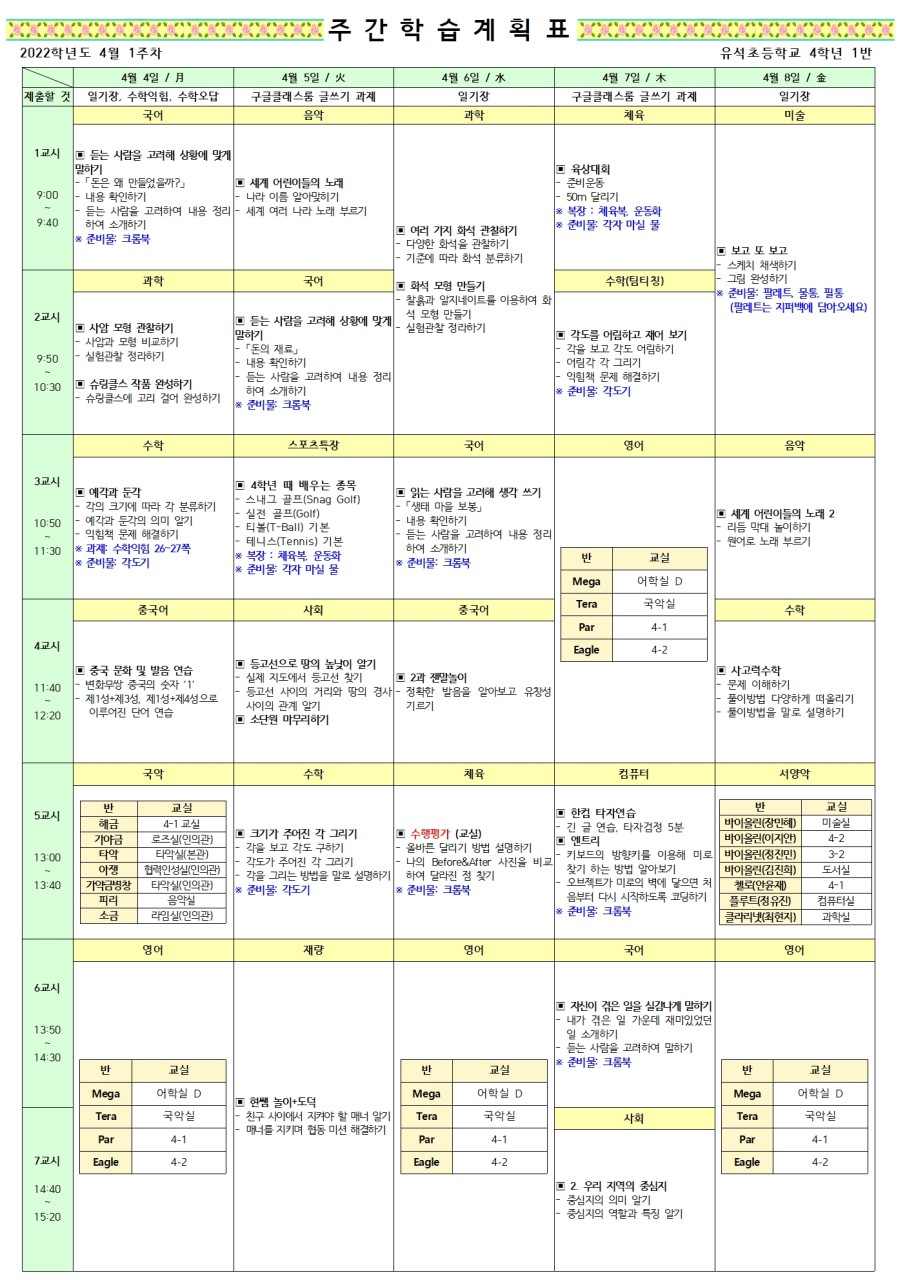 주 간 학 습 계 획 표
2022학년도 4월 1주차
유석초등학교 4학년 1반
4월 4일 / 月
4월 5일 / 火
4월 6일 / 水
4월 7일 / 木
4월 8일 / 金
제출할 것
일기장, 수학익힘, 수학오답
구글클래스룸 글쓰기 과제
일기장
구글클래스룸 글쓰기 과제
일기장
1교시
9:00
~
9:40
국어
▣ 듣는 사람을 고려해 상황에 맞게
말하기
- 「돈은 왜 만들었을까?」
- 내용 확인하기
- 듣는 사람을 고려하여 내용 정리
하여 소개하기
※ 준비물: 크롬북
음악
▣ 세계 어린이들의 노래
- 나라 이름 알아맞히기
- 세계 여러 나라 노래 부르기
과학
▣ 여러 가지 화석 관찰하기
- 다양한 화석을 관찰하기
- 기준에 따라 화석 분류하기
▣ 화석 모형 만들기
- 찰흙과 알지네이트를 이용하여 화
석 모형 만들기
- 실험관찰 정리하기
체육
▣ 육상대회
- 준비운동
- 50m 달리기
※ 복장 : 체육복, 운동화
※ 준비물: 각자 마실 물
미술
▣ 보고 또 보고
- 스케치 채색하기
- 그림 완성하기
※ 준비물: 팔레트, 물통, 필통
(팔레트는 지퍼백에 담아오세요)
2교시
9:50
~
10:30
과학
▣ 사암 모형 관찰하기
- 사암과 모형 비교하기
- 실험관찰 정리하기
▣ 슈링클스 작품 완성하기
- 슈링클스에 고리 걸어 완성하기
국어
▣ 듣는 사람을 고려해 상황에 맞게
말하기
- 「돈의 재료」
- 내용 확인하기
- 듣는 사람을 고려하여 내용 정리
하여 소개하기
※ 준비물: 크롬북
수학(팀티칭)
▣ 각도를 어림하고 재어 보기
- 각을 보고 각도 어림하기
- 어림각 각 그리기
- 익힘책 문제 해결하기
※ 준비물: 각도기
3교시
10:50
~
11:30
수학
▣ 예각과 둔각
- 각의 크기에 따라 각 분류하기
- 예각과 둔각의 의미 알기
- 익힘책 문제 해결하기
※ 과제: 수학익힘 26~27쪽
※ 준비물: 각도기
스포츠특장
▣ 4학년 때 배우는 종목
- 스내그 골프(Snag Golf)
- 실전 골프(Golf)
- 티볼(T-Ball) 기본
- 테니스(Tennis) 기본
※ 복장 : 체육복, 운동화
※ 준비물: 각자 마실 물
국어
▣ 읽는 사람을 고려해 생각 쓰기
- 「생태 마을 보봉」
- 내용 확인하기
- 듣는 사람을 고려하여 내용 정리
하여 소개하기
※ 준비물: 크롬북
영어
반 교실
Mega 어학실 D
Tera 국악실
Par 4-1
Eagle 4-2
음악
▣ 세계 어린이들의 노래 2
- 리듬 막대 놀이하기
- 원어로 노래 부르기
4교시
11:40
~
12:20
중국어
▣ 중국 문화 및 발음 연습
- 변화무쌍 중국의 숫자 '1'
- 제1성+제3성, 제1성+제4성으로
이루어진 단어 연습
사회
▣ 등고선으로 땅의 높낮이 알기
- 실제 지도에서 등고선 찾기
- 등고선 사이의 거리와 땅의 경사
사이의 관계 알기
▣ 소단원 마무리하기
중국어
▣ 2과 잰말놀이
- 정확한 발음을 알아보고 유창성
기르기
수학
▣ 사고력수학
- 문제 이해하기
- 풀이방법 다양하게 떠올리기
- 풀이방법을 말로 설명하기
5교시
13:00
~
13:40
국악
반 교실
해금 4-1 교실
가야금 로즈실(인의관)
타악 타악실(본관)
아쟁 협력인성실(인의관)
가야금병창 타악실(인의관)
피리 음악실
소금 라임실(인의관)
수학
▣ 크기가 주어진 각 그리기
- 각을 보고 각도 구하기
- 각도가 주어진 각 그리기
- 각을 그리는 방법을 말로 설명하기
※ 준비물: 각도기
체육
▣ 수행평가 (교실)
- 올바른 달리기 방법 설명하기
- 나의 Before&After 사진을 비교
하여 달라진 점 찾기
※ 준비물: 크롬북
컴퓨터
▣ 한컴 타자연습
- 긴 글 연습, 타자검정 5분
▣ 엔트리
- 키보드의 방향키를 이용해 미로
찾기 하는 방법 알아보기
- 오브젝트가 미로의 벽에 닿으면 처
음부터 다시 시작하도록 코딩하기
※ 준비물: 크롬북
서양악
반 교실
바이올린(장민혜) 미술실
바이올린(이지안) 4-2
바이올린(정진민) 3-2
바이올린(김진희) 도서실
첼로(안윤재) 4-1
플루트(정유진) 컴퓨터실
클라리넷(최현지) 과학실
6교시
13:50
~
14:30
영어
반 교실
Mega 어학실 D
Tera 국악실
Par 4-1
Eagle 4-2
재량
▣ 현쌤 놀이+도덕
- 친구 사이에서 지켜야 할 매너 알기
- 매너를 지키며 협동 미션 해결하기
영어
반 교실
Mega 어학실 D
Tera 국악실
Par 4-1
Eagle 4-2
국어
▣ 자신이 겪은 일을 실감나게 말하기
- 내가 겪은 일 가운데 재미있었던
일 소개하기
- 듣는 사람을 고려하여 말하기
※ 준비물: 크롬북
영어
반 교실
Mega 어학실 D
Tera 국악실
Par 4-1
Eagle 4-2
7교시
14:40
~
15:20
사회
▣ 2. 우리 지역의 중심지
- 중심지의 의미 알기
- 중심지의 역할과 특징 알기